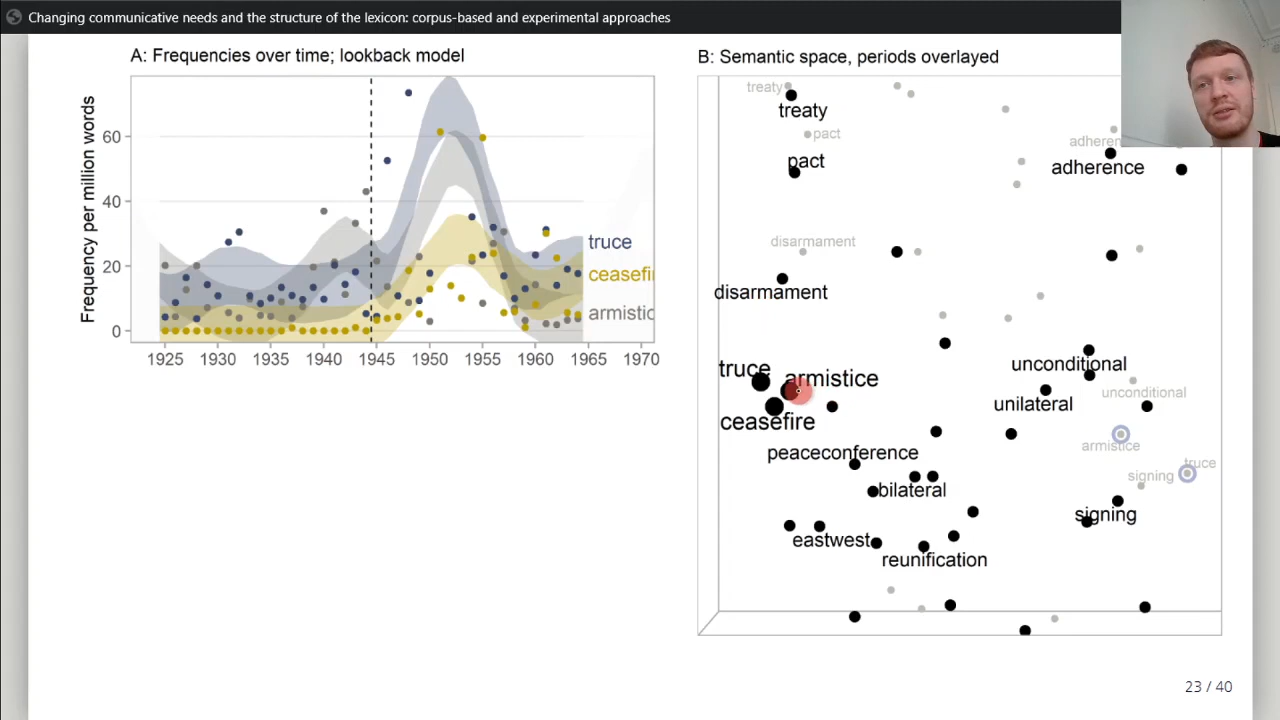 Changing communicative needs and the structure of the lexicon: corpus-based and experimental approaches
A: Frequencies over time; lookback model
Frequency per million words
60
40
20
0
1925
1930
1935
1940
1945
1950
1955
1960
1965
1970
truce
ceasefi
armistic
B: Semantic space, periods overlayed
treaty
treaty
pact
pact
adheren
adherence
disarmament
disarmament
truce
armistice
ceasefire
unconditional
unilateral
unconditional
peaceconference
armistice
truce
bilateral
signing
signing
eastwest
reunification
23 / 40